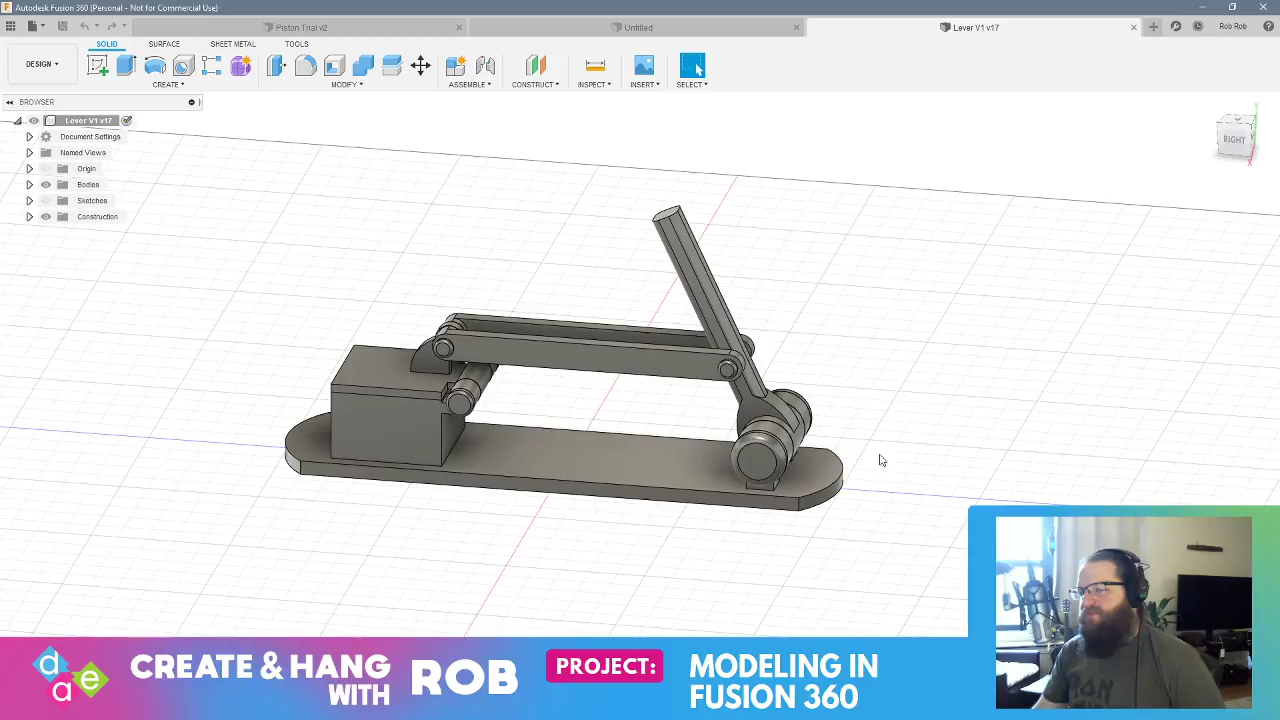 Autodesk Fusion 360 (Personal - Not for Commercial Use)
Piston Trial v2
Untitled
Lever V1 v17
Rob Rob
SOLID
SURFACE
SHEET METAL
TOOLS
DESIGN
CREATE
MODIFY
ASSEMBLE
CONSTRUCT
INSPECT
INSERT
SELECT
BROWSER
Lever V1 v17
Document Settings
Named Views
Origin
Bodies
Sketches
Construction
RIGHT
Y
X
d
a
e
CREATE & HANG
WITH
ROB
PROJECT:
MODELING IN
FUSION 360